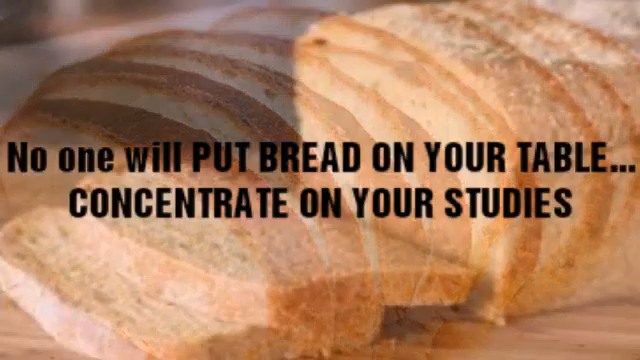 No one will PUT BREAD ON YOUR TABLE...
CONCENTRATE ON YOUR STUDIES